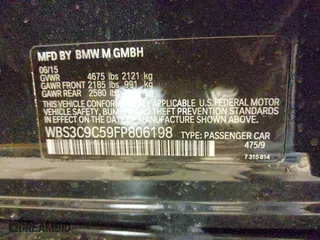 MFD BY BMW M GMBH
06/15
GVWR 4675 lbs 2121 kg
GAWR FRONT 2185 lbs 991 kg
GAWR REAR 2580 lbs
THIS VEHICLE CONFORMS TO ALL APPLICABLE U.S.FEDERAL MOTOR
VEHICLE SAFETY BUMPER AND THEFT PREVENTION STANDARDS
IN EFFECT ON THE DATE OF MANUFACTURE SHOWN ABOVE.
WBS3C9C59FP806198 TYPE: PASSENGER CAR
475/9
7 315 814
DREAMBID